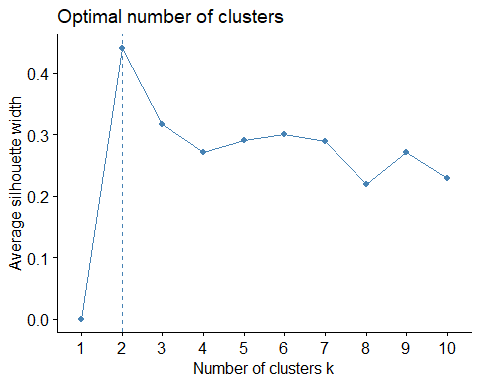 Optimal number of clusters
Average silhouette width
0.4
0.3
0.2
0.1
0.0
1 2 3 4 5 6 7 8 9 10
Number of clusters k